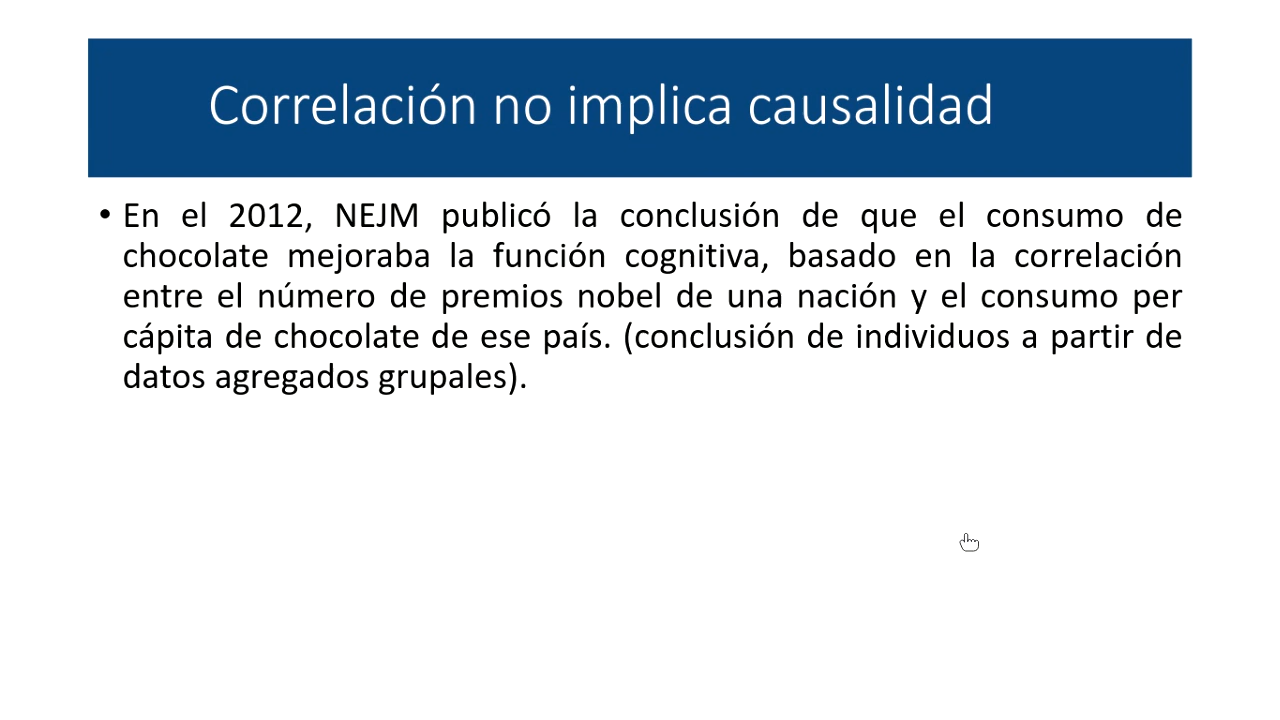 Correlación no implica causalidad
• En el 2012, NEJM publicó la conclusión de que el consumo de
chocolate mejoraba la función cognitiva, basado en la correlación
entre el número de premios nobel de una nación y el consumo per
cápita de chocolate de ese país. (conclusión de individuos a partir de
datos agregados grupales).